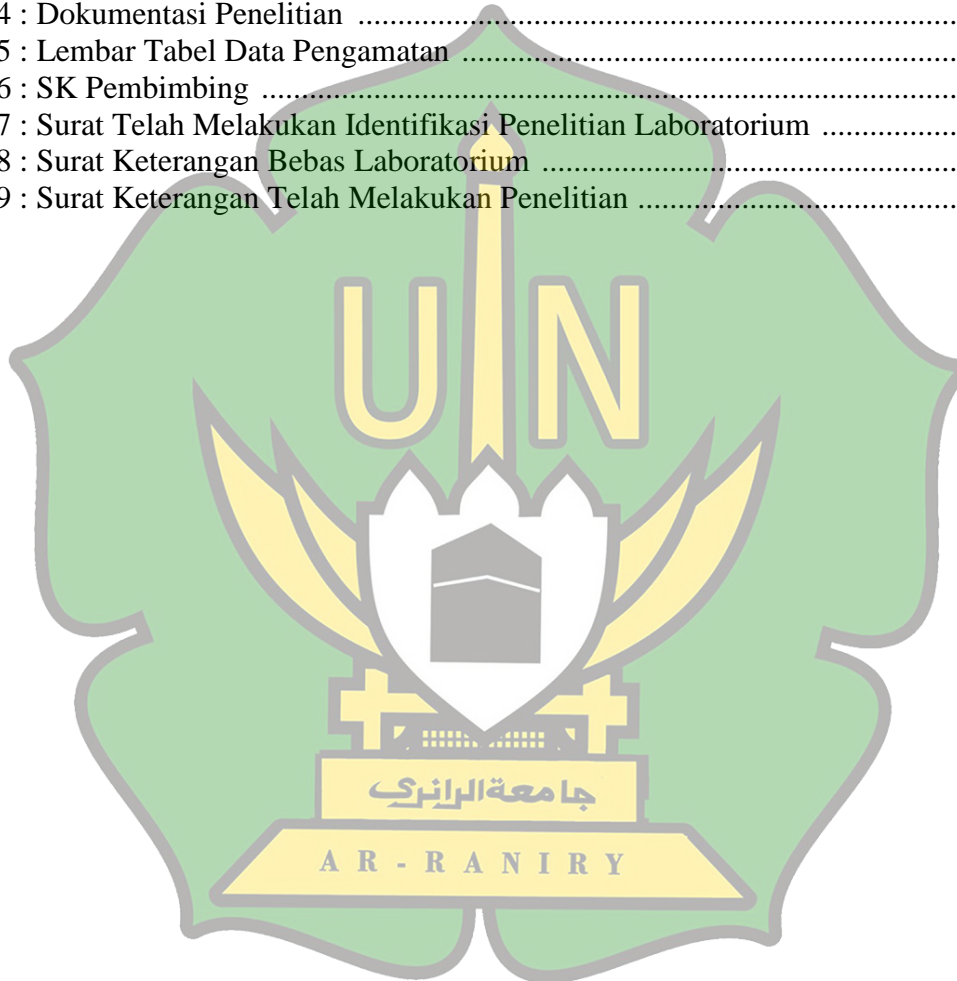 4 : Dokumentasi Penelitian ..............................................................................
5 : Lembar Tabel Data Pengamatan ................................................................
6 : SK Pembimbing ...........................................................................................
7 : Surat Telah Melakukan Identifikasi Penelitian Laboratorium .................
8 : Surat Keterangan Bebas Laboratorium .....................................................
9 : Surat Keterangan Telah Melakukan Penelitian .........................................
UIN
جامعةالرانري
AR - RANIRY